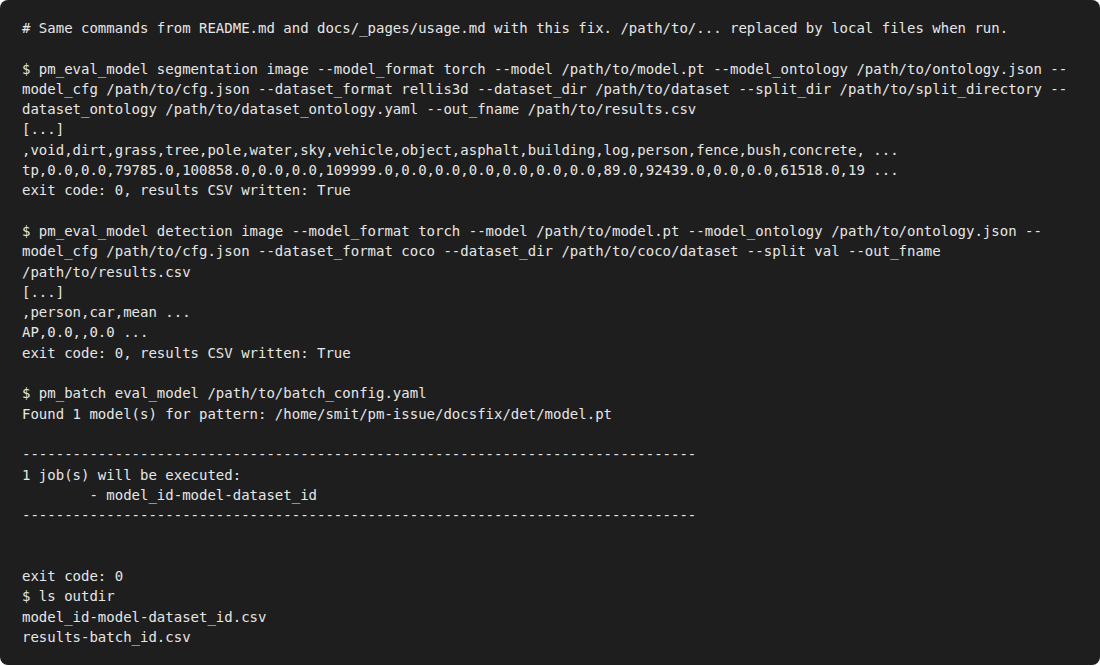 # Same commands from README.md and docs/_pages/usage.md with this fix. /path/to/... replaced by local files when run.

$ pm_eval_model segmentation image --model_format torch --model /path/to/model.pt --model_ontology /path/to/ontology.json --
model_cfg /path/to/cfg.json --dataset_format rellis3d --dataset_dir /path/to/dataset --split_dir /path/to/split_directory --
dataset_ontology /path/to/dataset_ontology.yaml --out_fname /path/to/results.csv
[...]
,void,dirt,grass,tree,pole,water,sky,vehicle,object,asphalt,building,log,person,fence,bush,concrete, ...
tp,0.0,0.0,79785.0,100858.0,0.0,0.0,109999.0,0.0,0.0,0.0,0.0,0.0,0.0,89.0,92439.0,0.0,0.0,61518.0,19 ...
exit code: 0, results CSV written: True

$ pm_eval_model detection image --model_format torch --model /path/to/model.pt --model_ontology /path/to/ontology.json --
model_cfg /path/to/cfg.json --dataset_format coco --dataset_dir /path/to/coco/dataset --split val --out_fname
/path/to/results.csv
[...]
,person,car,mean ...
AP,0.0,,0.0 ...
exit code: 0, results CSV written: True

$ pm_batch eval_model /path/to/batch_config.yaml
Found 1 model(s) for pattern: /home/smit/pm-issue/docsfix/det/model.pt

--------------------------------------------------------------------------------
1 job(s) will be executed:
        - model_id-model-dataset_id
--------------------------------------------------------------------------------

exit code: 0
$ ls outdir
model_id-model-dataset_id.csv
results-batch_id.csv